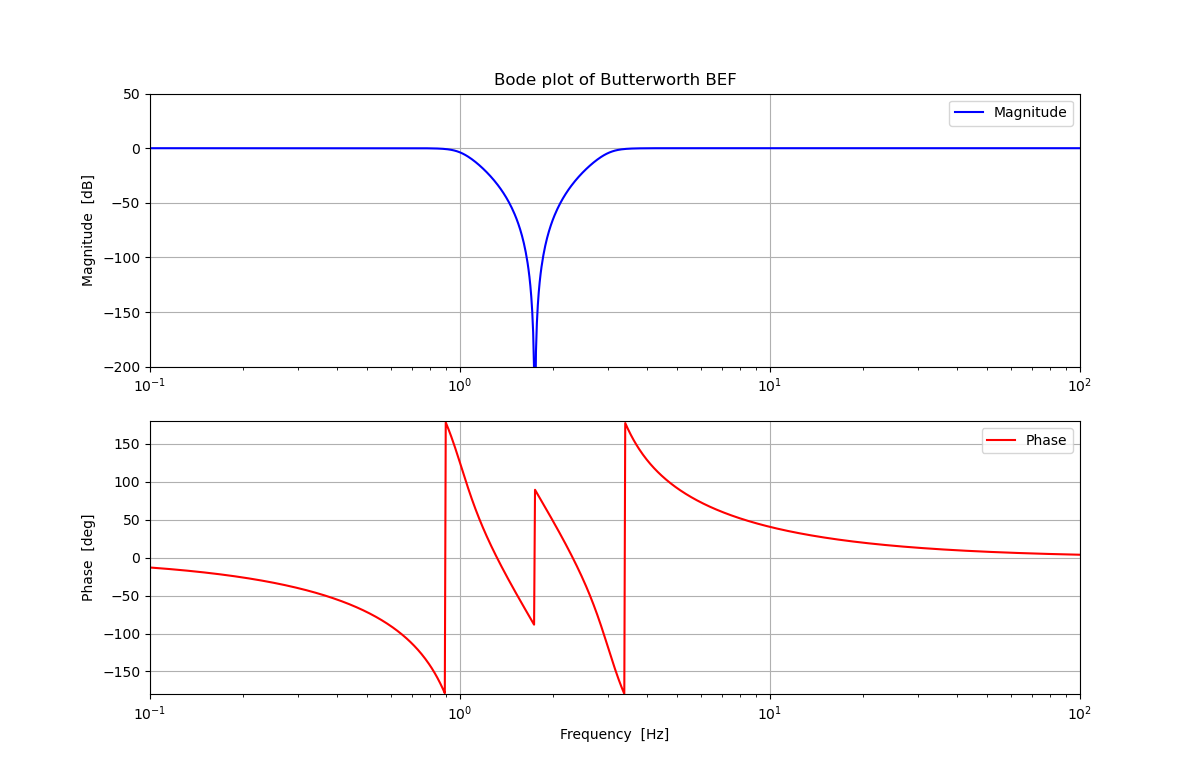 Bode plot of Butterworth BEF
50
0
−50
−100
−150
−200
Magnitude [dB]
Magnitude
10⁻¹ 10⁰ 10¹ 10²
150
100
50
0
−50
−100
−150
Phase [deg]
Phase
10⁻¹ 10⁰ 10¹ 10²
Frequency [Hz]